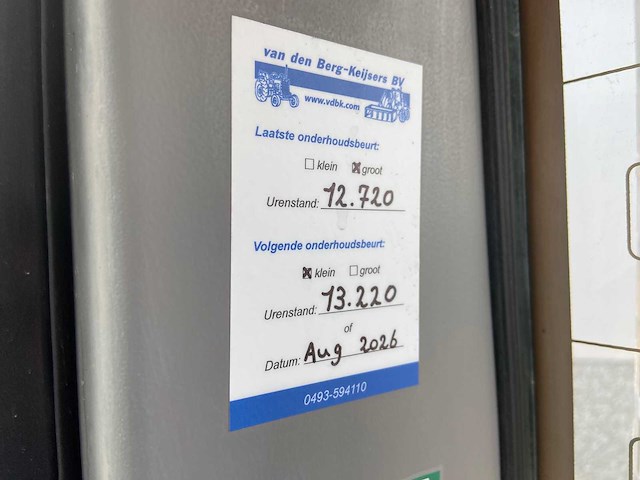 van den Berg-Keijsers BV
www.vdbk.com
Laatste onderhoudsbeurt:
klein groot
Urenstand: 12.720
Volgende onderhoudsbeurt:
klein groot
Urenstand: 13.220
of
Datum: Aug 2026
0493-594110